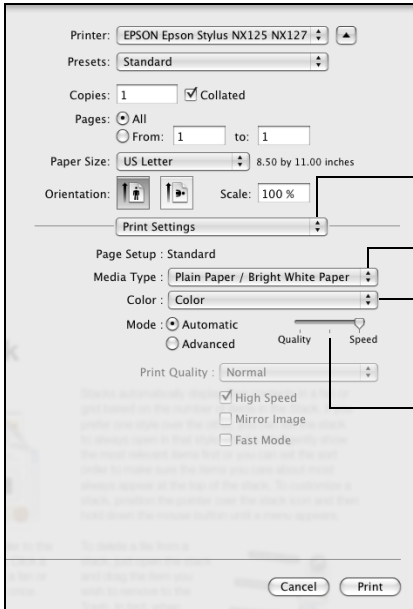 Printer: EPSON Epson Stylus NX125 NX127
Presets: Standard
Copies: 1 Collated
Pages: All
From: 1 to: 1
Paper Size: US Letter 8.50 by 11.00 inches
Orientation: Scale: 100 %
Print Settings
Page Setup : Standard
Media Type : Plain Paper / Bright White Paper
Color : Color
Mode : Automatic
Advanced
Quality Speed
Print Quality : Normal
High Speed
Mirror Image
Fast Mode
Cancel Print